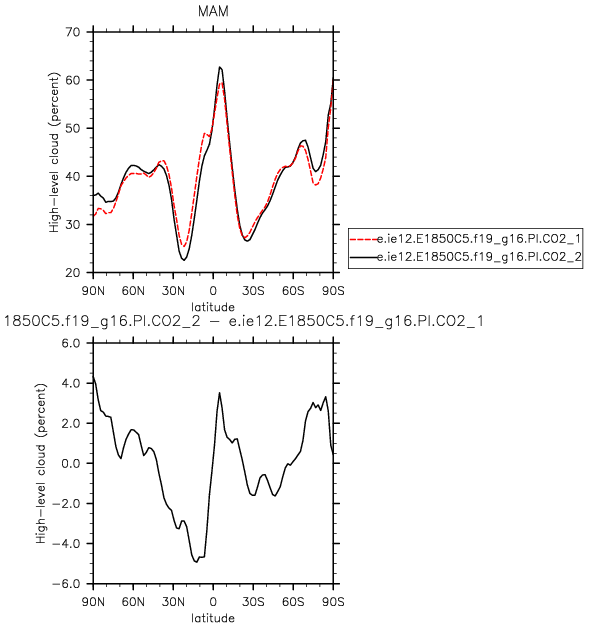 MAM
70
60
50
40
30
20
High-level cloud (percent)
90N 60N 30N 0 30S 60S 90S
latitude
e.ie12.E1850C5.f19_g16.PI.CO2_1
e.ie12.E1850C5.f19_g16.PI.CO2_2
1850C5.f19_g16.PI.CO2_2 - e.ie12.E1850C5.f19_g16.PI.CO2_1
6.0
4.0
2.0
0.0
-2.0
-4.0
-6.0
High-level cloud (percent)
90N 60N 30N 0 30S 60S 90S
latitude